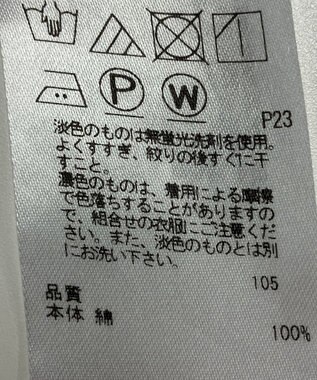 P W
P23
淡色のものは無蛍光洗剤を使用。
よくすすぎ、絞りの後すぐに干
すこと。
濃色のものは、着用による摩擦
で色落ちすることがありますの
で、組合せの衣服にご注意くださ
い。また、淡色のものとは別
にお洗い下さい。
105
品質
本体 綿 100%